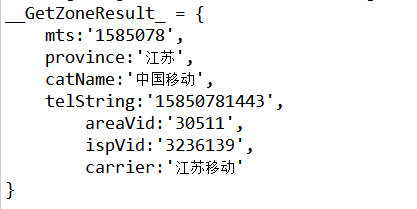 __GetZoneResult_ = {
    mts:'1585078',
    province:'江苏',
    catName:'中国移动',
    telString:'15850781443',
        areaVid:'30511',
        ispVid:'3236139',
        carrier:'江苏移动'
}